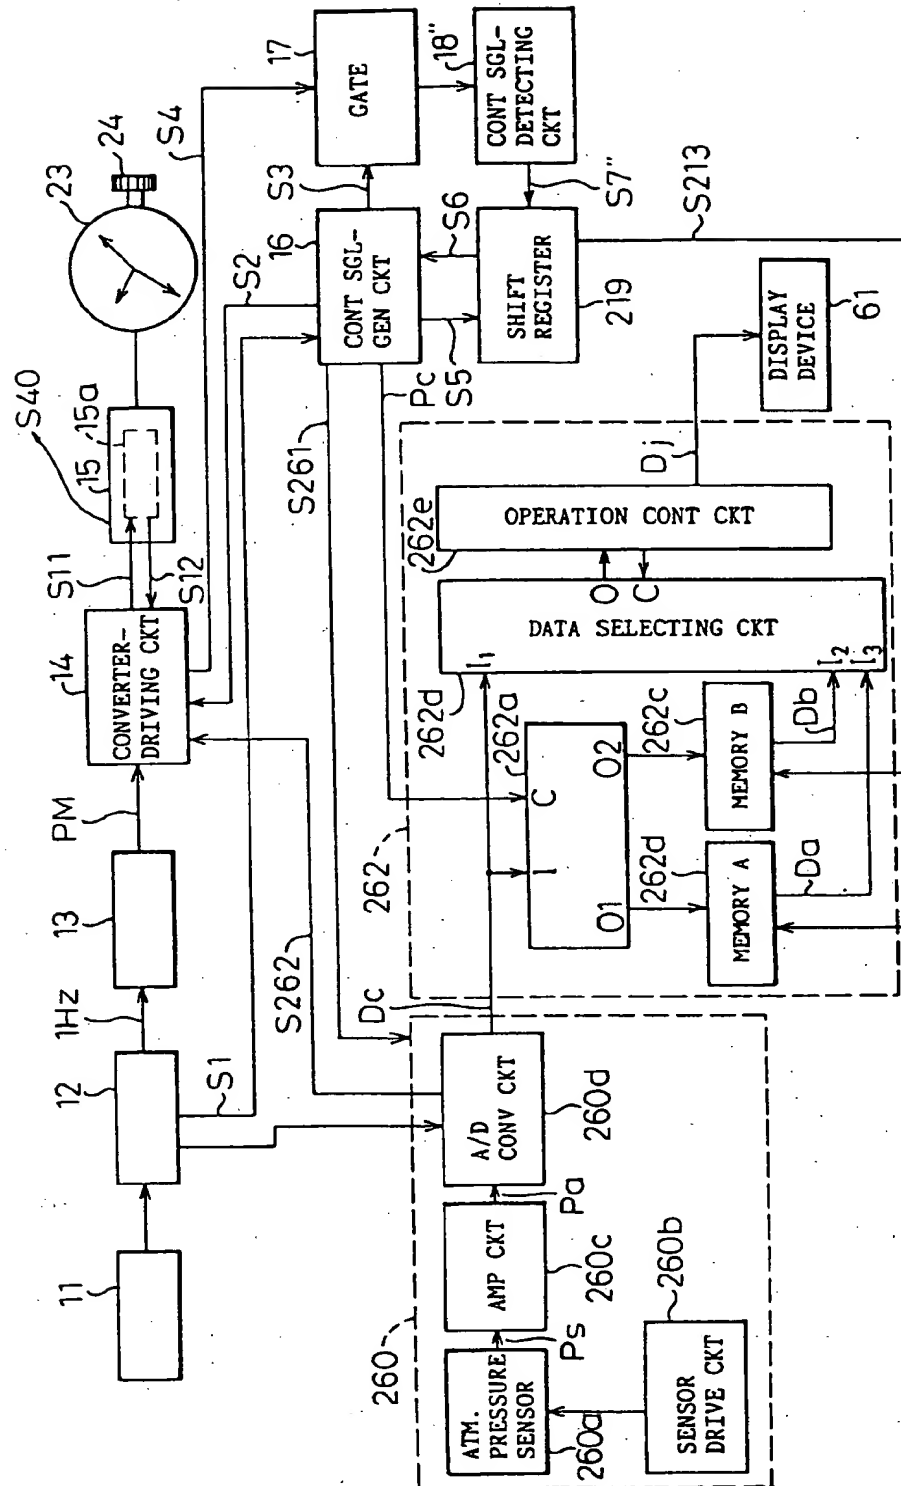 11
12
1Hz
13
PM
14
CONVERTER-
DRIVING CKT
S11
S12
15
15a
S40
23
24
S4
S2
S1
17
GATE
18"
CONT SGL-
DETECTING
CKT
S3
16
CONT SGL-
GEN CKT
S7"
S6
S5
SHIFT
REGISTER
219
S213
Pc
S261
S262
Dc
260
ATM.
PRESSURE
SENSOR
260a
Ps
AMP CKT
260c
Pa
A/D
CONV CKT
260d
SENSOR
DRIVE CKT
260b
262
262a
I
C
O1
O2
262d
MEMORY A
Da
262c
MEMORY B
Db
262d
I1
I2
I3
DATA SELECTING CKT
O
C
262e
OPERATION CONT CKT
Dj
DISPLAY
DEVICE
61